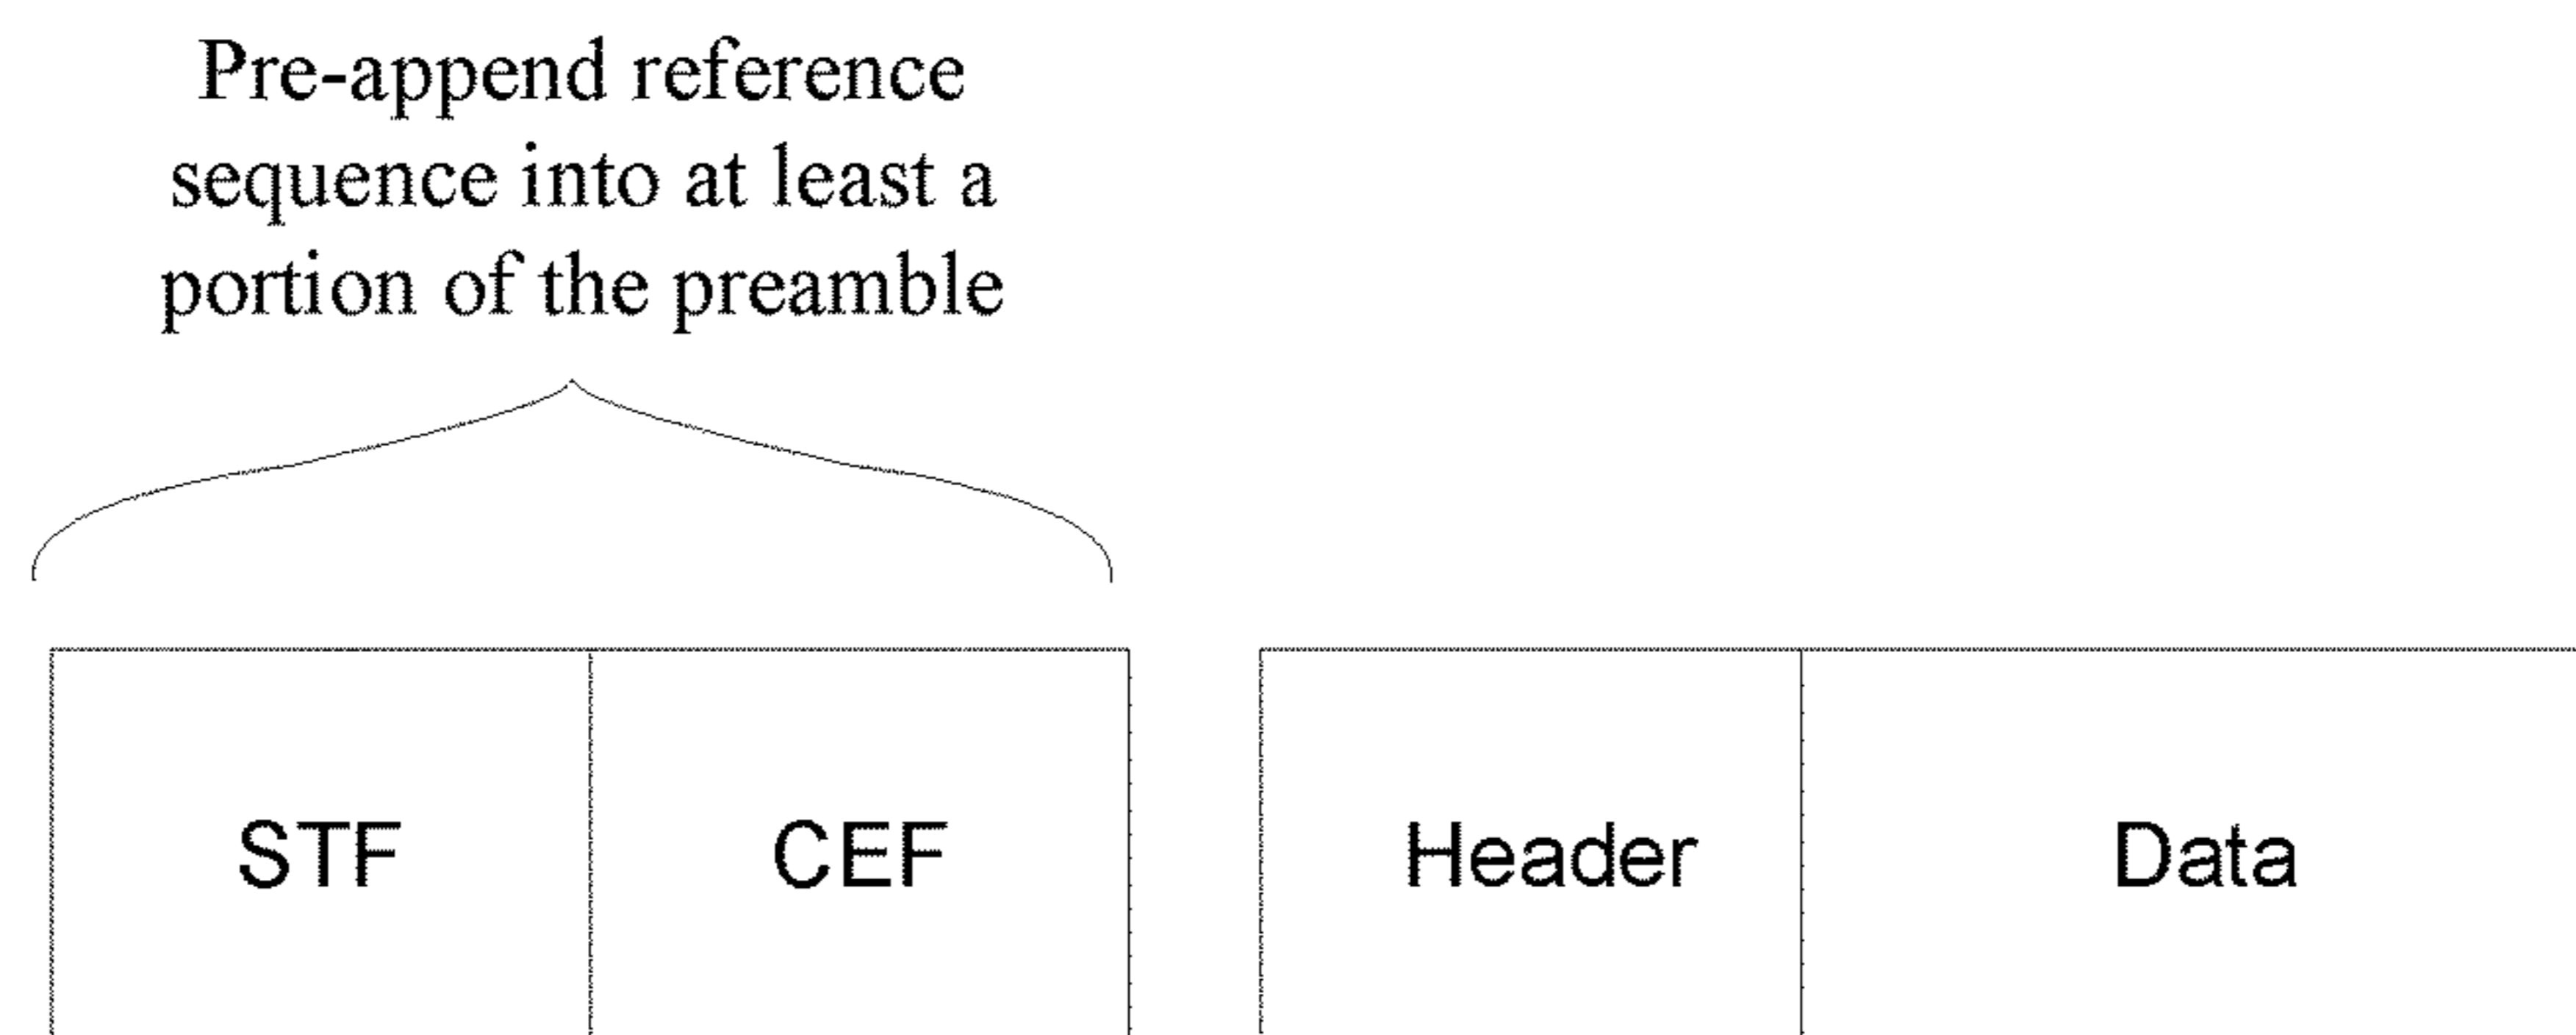 Pre-append reference
sequence into at least a
portion of the preamble
STF CEF Header Data